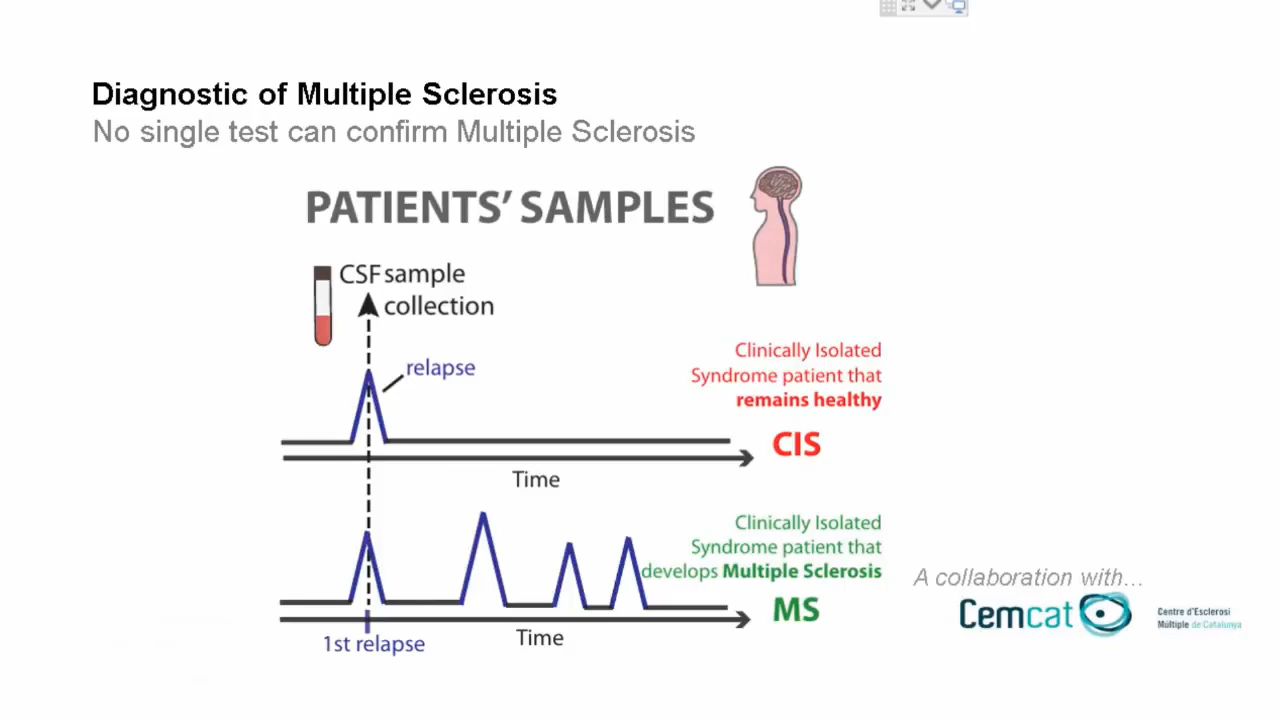 Diagnostic of Multiple Sclerosis
No single test can confirm Multiple Sclerosis
PATIENTS' SAMPLES
CSF sample
collection
relapse
Clinically Isolated
Syndrome patient that
remains healthy
CIS
Time
Clinically Isolated
Syndrome patient that
develops Multiple Sclerosis
MS
1st relapse
Time
A collaboration with...
Cemcat
Centre d'Esclerosi
Múltiple de Catalunya